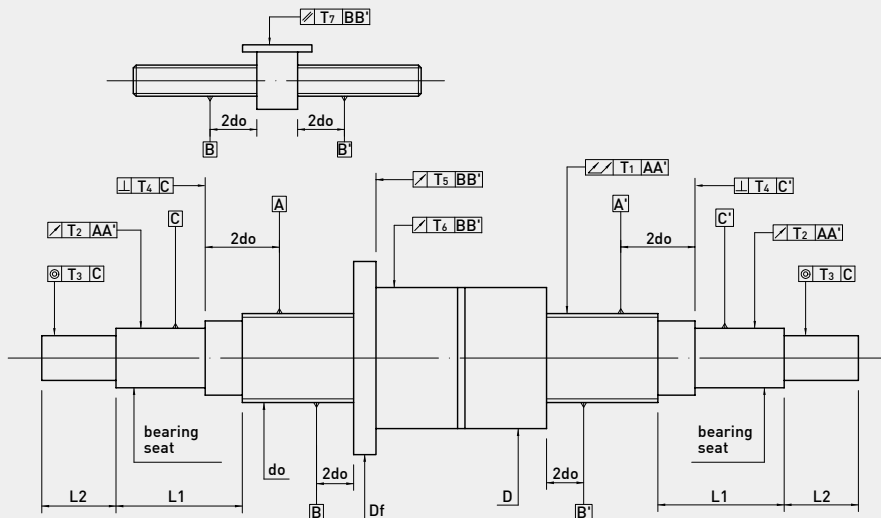 ⫽ T7 BB'
2do 2do
B B'
⊥ T4 C
↗ T5 BB'
⌰ T1 AA'
⊥ T4 C'
↗ T2 AA'
C
A
2do
↗ T6 BB'
A'
2do
C'
↗ T2 AA'
◎ T3 C
◎ T3 C
bearing
seat
do
2do
D
2do
bearing
seat
L2 L1
B
Df
B'
L1 L2